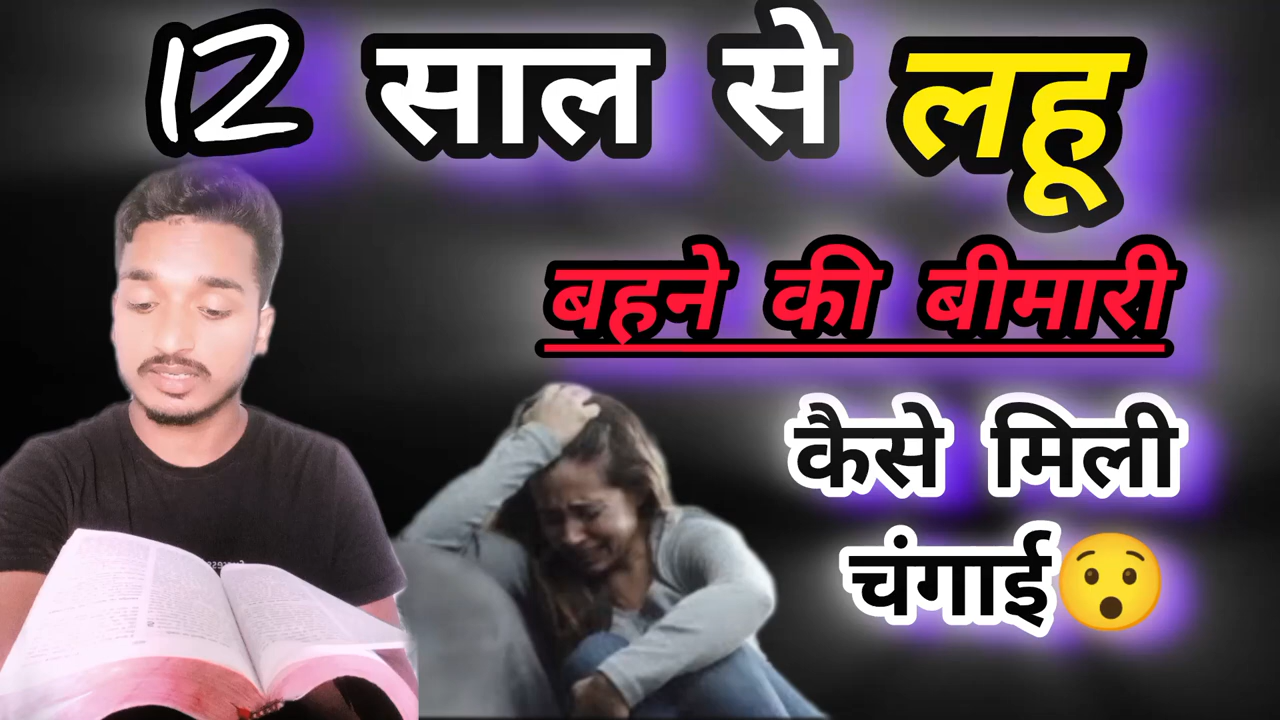 12 साल से लहू
बहने की बीमारी
कैसे मिली
चंगाई😯